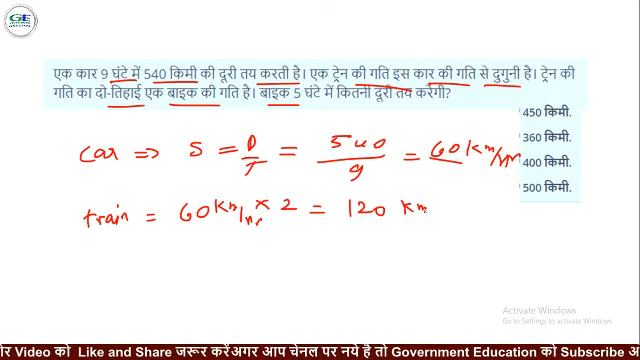 GE
एक कार 9 घंटे में 540 किमी की दूरी तय करती है। एक ट्रेन की गति इस कार की गति से दुगुनी है। ट्रेन की
गति का दो-तिहाई एक बाइक की गति है। बाइक 5 घंटे में कितनी दूरी तय करेगी?
450 किमी.
360 किमी.
400 किमी.
500 किमी.
Car ⇒ S = D/T = 540/9 = 60 Km/hr
train = 60 Km/hr × 2 = 120 Km
Activate Windows
Go to Settings to activate Windows.
र Video को Like and Share जरूर करें अगर आप चेनल पर नये है तो Government Education को Subscribe अ